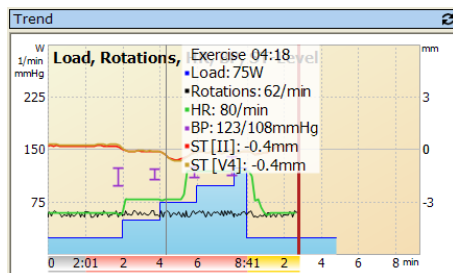 Trend
W
1/min
mmHg
Load, Rotations,
mm
Exercise 04:18
Load: 75W
Rotations: 62/min
HR: 80/min
BP: 123/108mmHg
ST [II]: -0.4mm
ST [V4]: -0.4mm
225
150
75
3
0
-3
0 2:01 2 4 6 8:41 2 4 6 8 min